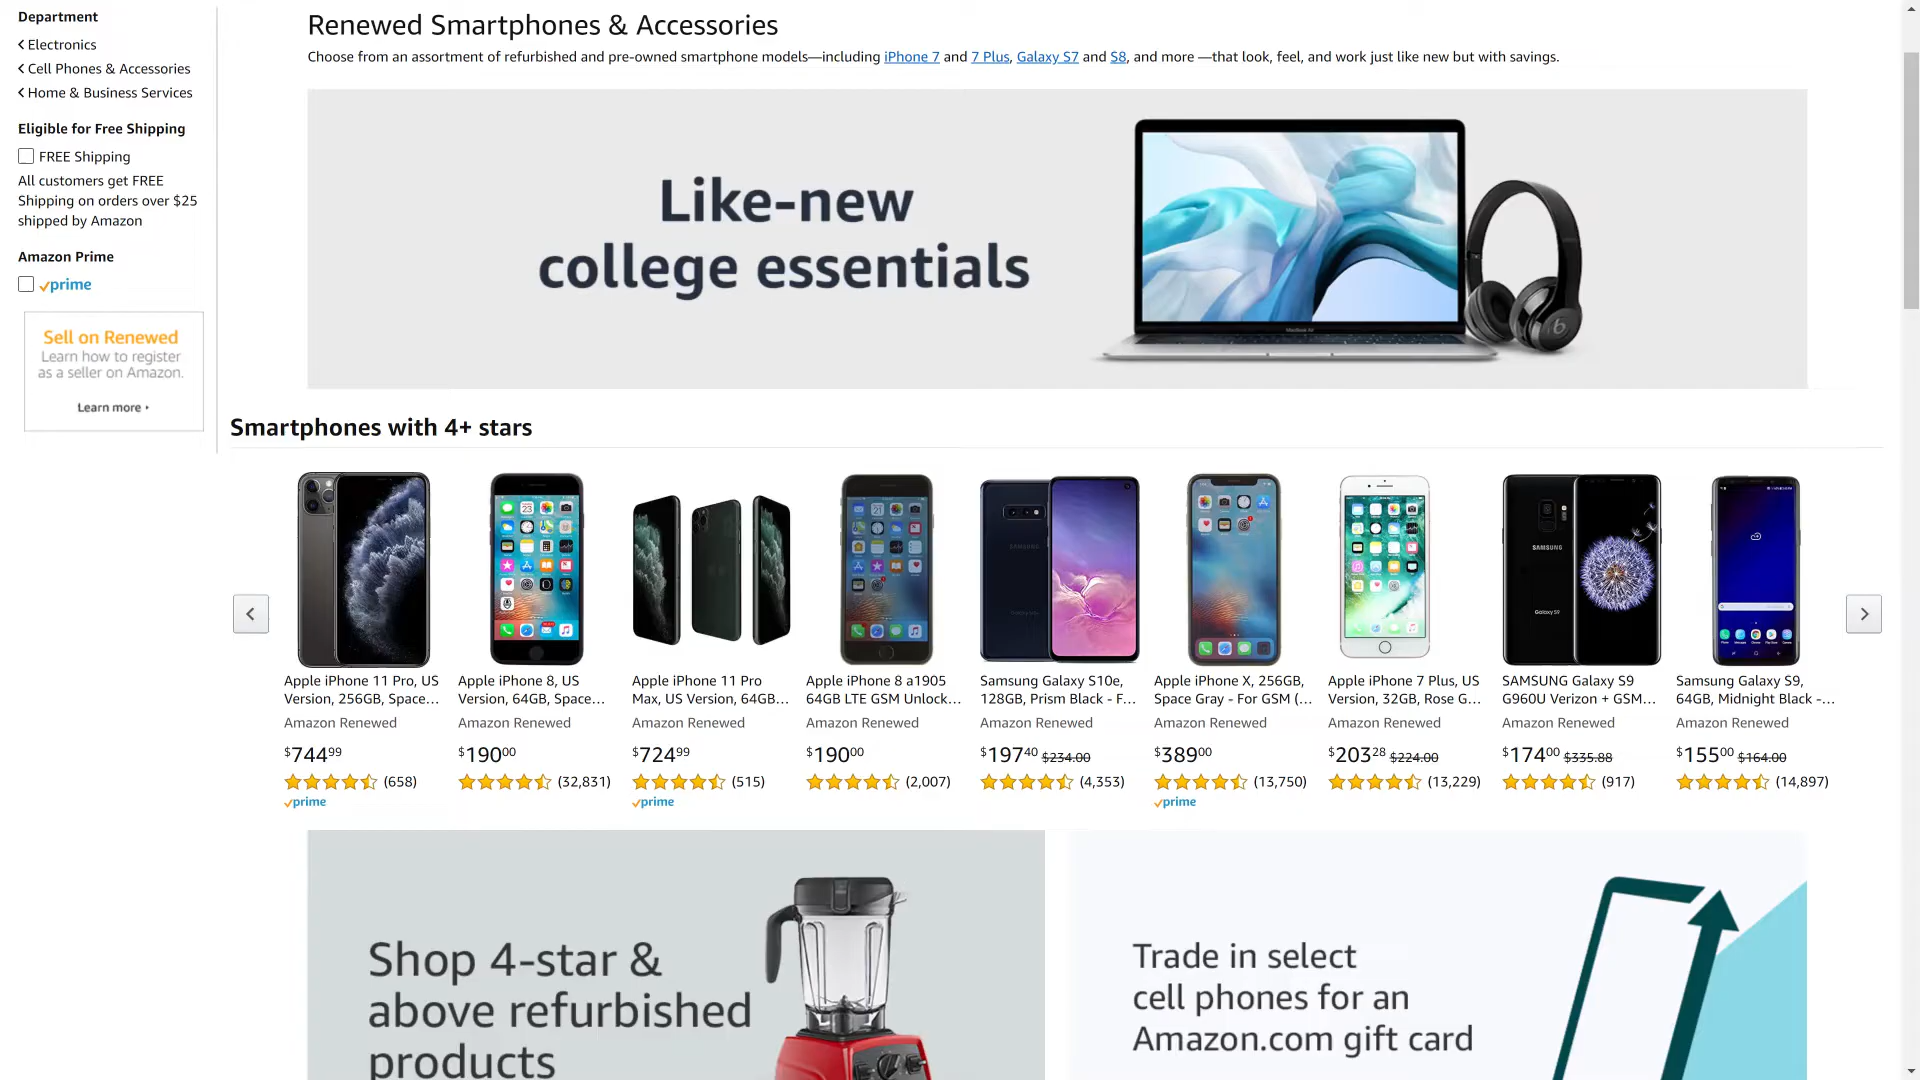 Department
Electronics
Cell Phones & Accessories
Home & Business Services
Eligible for Free Shipping
FREE Shipping
All customers get FREE
Shipping on orders over $25
shipped by Amazon
Amazon Prime
prime
Sell on Renewed
Learn how to register
as a seller on Amazon.
Learn more
Renewed Smartphones & Accessories
Choose from an assortment of refurbished and pre-owned smartphone models—including iPhone 7 and 7 Plus, Galaxy S7 and S8, and more —that look, feel, and work just like new but with savings.
Like-new
college essentials
MacBook Air
Smartphones with 4+ stars
SAMSUNG
SAMSUNG
Galaxy S9
Apple iPhone 11 Pro, US
Version, 256GB, Space…
Amazon Renewed
$744 99
(658)
prime
Apple iPhone 8, US
Version, 64GB, Space…
Amazon Renewed
$190 00
(32,831)
Apple iPhone 11 Pro
Max, US Version, 64GB…
Amazon Renewed
$724 99
(515)
prime
Apple iPhone 8 a1905
64GB LTE GSM Unlock…
Amazon Renewed
$190 00
(2,007)
Samsung Galaxy S10e,
128GB, Prism Black - F…
Amazon Renewed
$197 40 $234.00
(4,353)
Apple iPhone X, 256GB,
Space Gray - For GSM (…
Amazon Renewed
$389 00
(13,750)
prime
Apple iPhone 7 Plus, US
Version, 32GB, Rose G…
Amazon Renewed
$203 28 $224.00
(13,229)
SAMSUNG Galaxy S9
G960U Verizon + GSM…
Amazon Renewed
$174 00 $335.88
(917)
Samsung Galaxy S9,
64GB, Midnight Black -…
Amazon Renewed
$155 00 $164.00
(14,897)
Shop 4-star &
above refurbished
products
Trade in select
cell phones for an
Amazon.com gift card